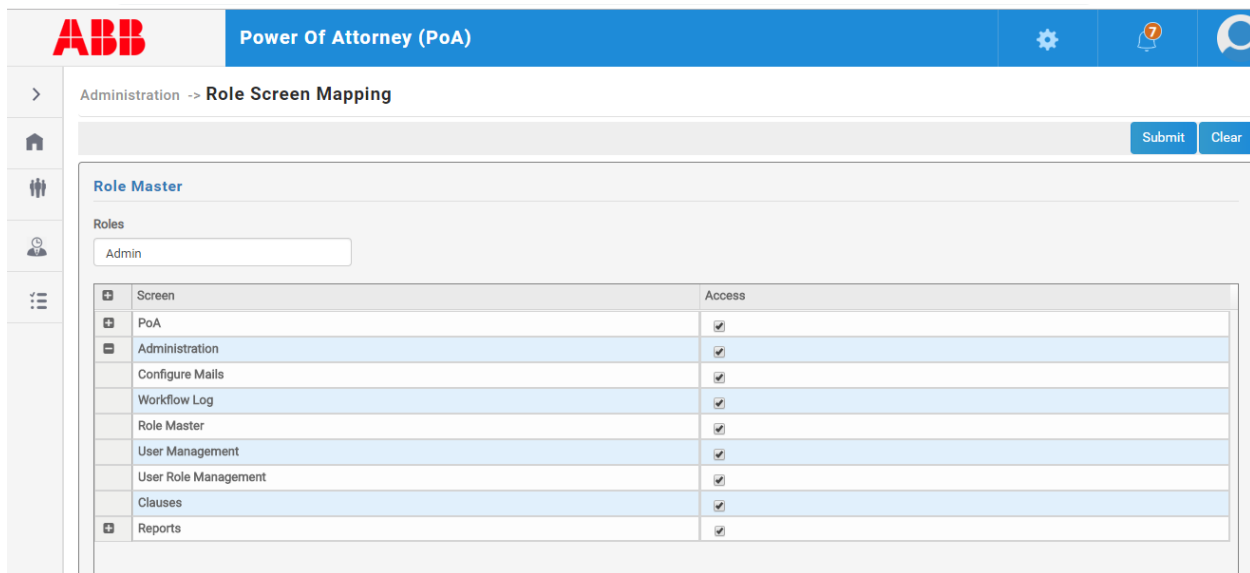 ABB
Power Of Attorney (PoA)
7
Administration -> Role Screen Mapping
Submit Clear
Role Master
Roles
Admin
Screen Access
PoA
Administration
Configure Mails
Workflow Log
Role Master
User Management
User Role Management
Clauses
Reports